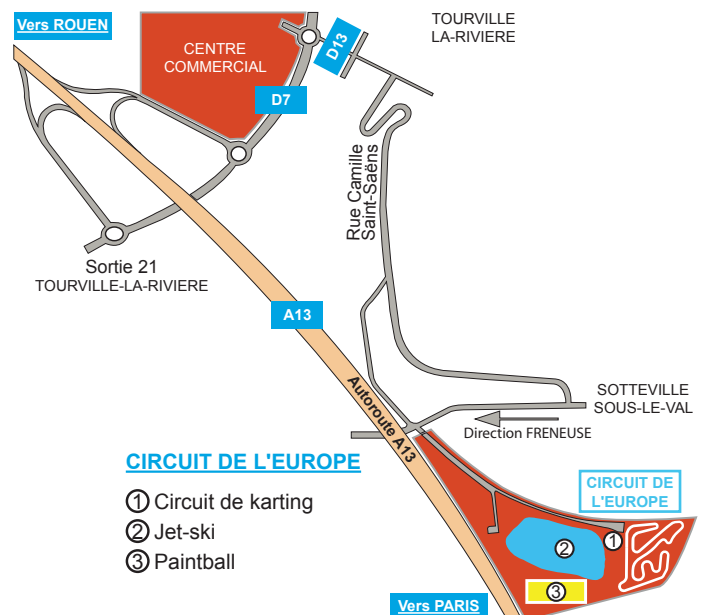 Vers ROUEN
TOURVILLE
LA-RIVIERE
CENTRE
COMMERCIAL
D13
D7
Rue Camille
Saint-Saëns
Sortie 21
TOURVILLE-LA-RIVIERE
A13
Autoroute A13
SOTTEVILLE
SOUS-LE-VAL
Direction FRENEUSE
CIRCUIT DE L'EUROPE
1 Circuit de karting
2 Jet-ski
3 Paintball
CIRCUIT DE
L'EUROPE
1
2
3
Vers PARIS